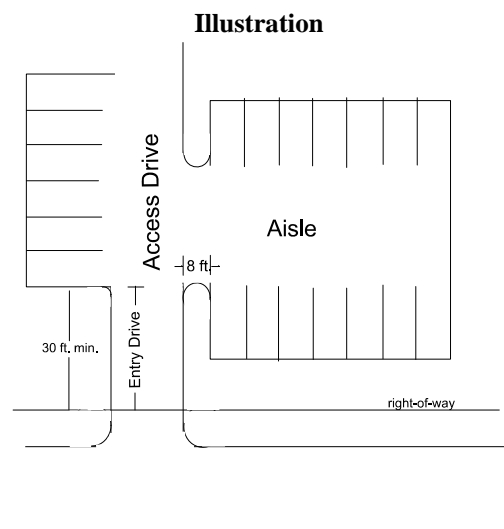 Illustration
Access Drive
Aisle
8 ft.
30 ft. min.
Entry Drive
right-of-way